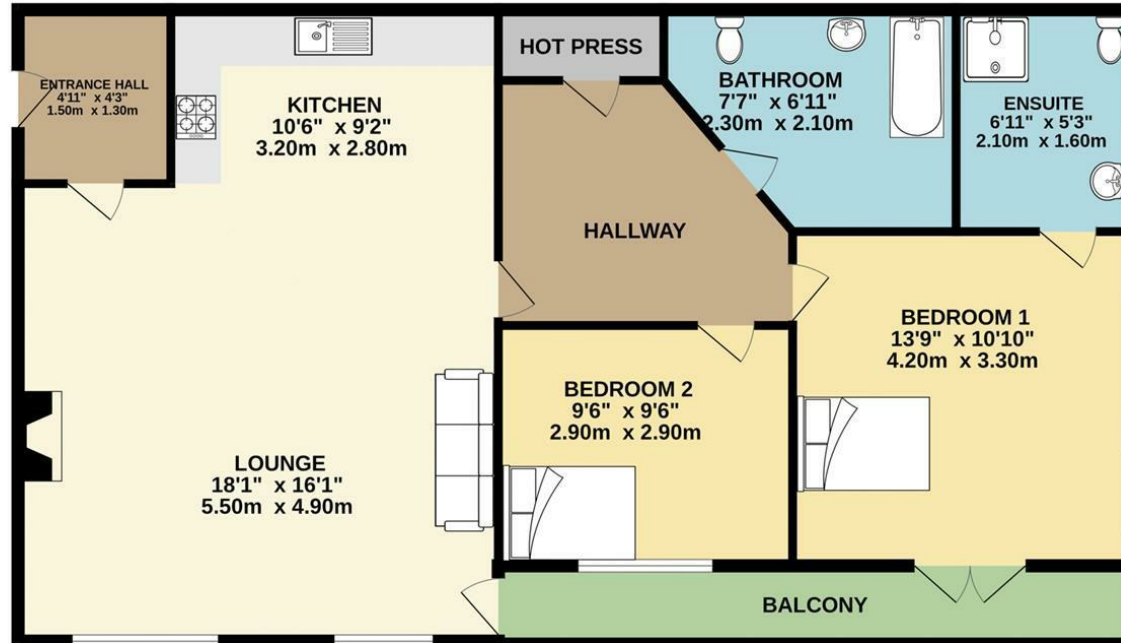 ENTRANCE HALL
4'11" x 4'3"
1.50m x 1.30m
KITCHEN
10'6" x 9'2"
3.20m x 2.80m
HOT PRESS
BATHROOM
7'7" x 6'11"
2.30m x 2.10m
ENSUITE
6'11" x 5'3"
2.10m x 1.60m
HALLWAY
BEDROOM 1
13'9" x 10'10"
4.20m x 3.30m
BEDROOM 2
9'6" x 9'6"
2.90m x 2.90m
LOUNGE
18'1" x 16'1"
5.50m x 4.90m
BALCONY